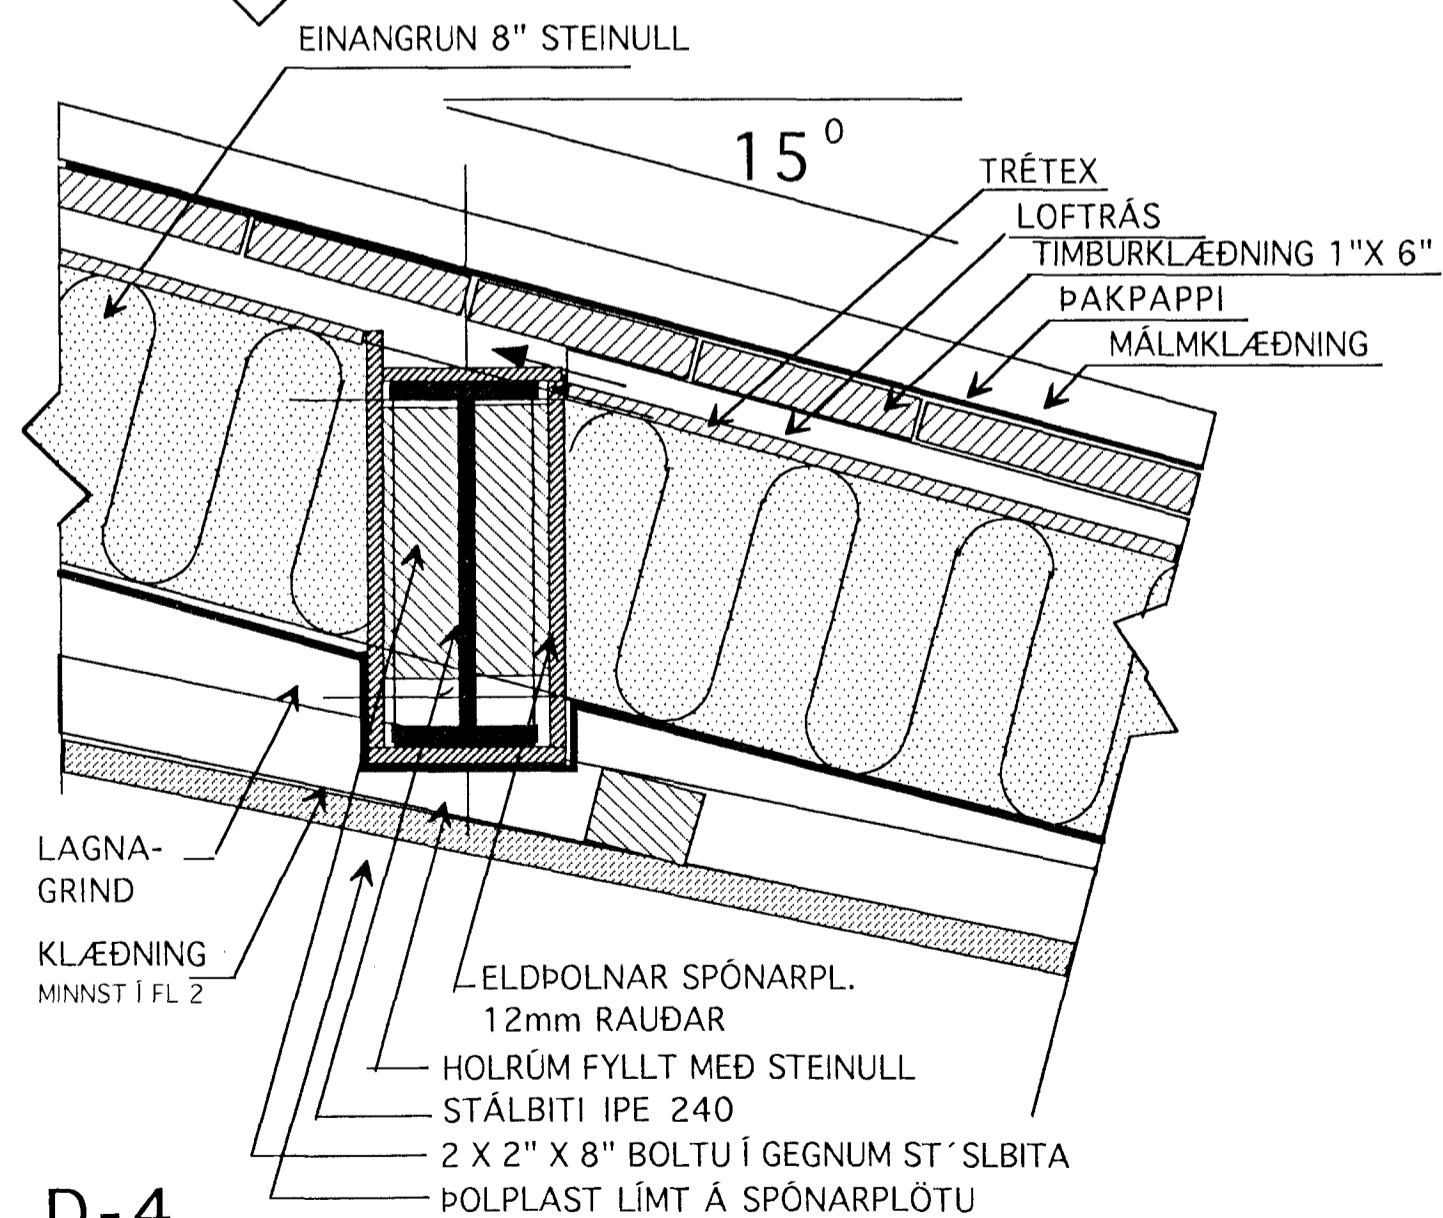 EINANGRUN 8" STEINULL
15°
TRÉTEX
LOFTRÁS
TIMBURKLÆÐNING 1"X 6"
ÞAKPAPPI
MÁLMKLÆÐNING
LAGNA-
GRIND
KLÆÐNING
MINNST Í FL 2
ELDÞOLNAR SPÓNARPL.
12mm RAUÐAR
HOLRÚM FYLLT MEÐ STEINULL
STÁLBITI IPE 240
2 X 2" X 8" BOLTU Í GEGNUM ST´SLBITA
ÞOLPLAST LÍMT Á SPÓNARPLÖTU
D-4